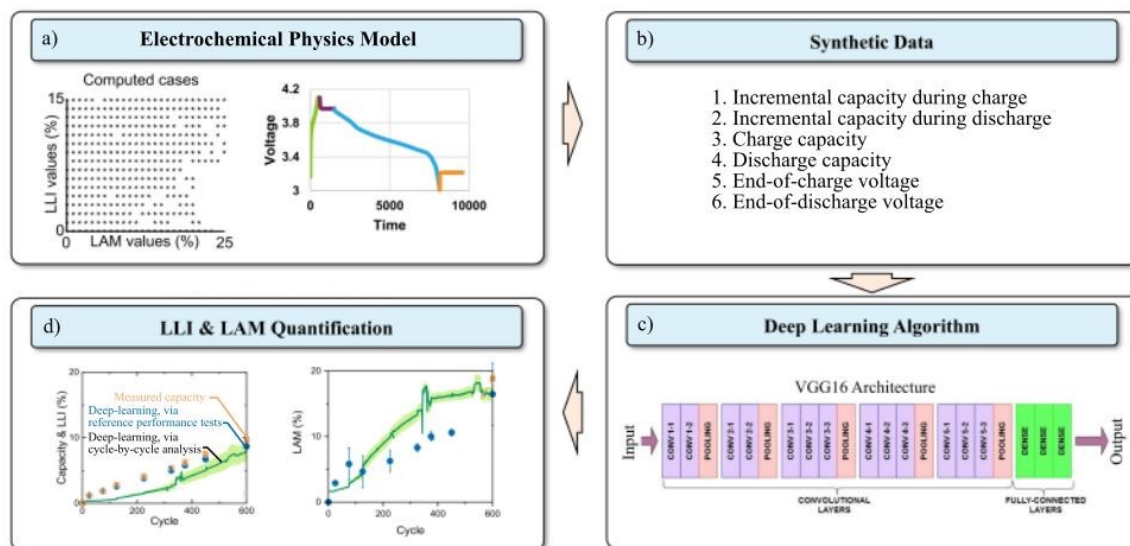 a)
Electrochemical Physics Model
Computed cases
15
LLI values (%)
0
0
LAM values (%)
25
4.2
3.8
3.4
3
Voltage
0
5000
10000
Time
b)
Synthetic Data
1. Incremental capacity during charge
2. Incremental capacity during discharge
3. Charge capacity
4. Discharge capacity
5. End-of-charge voltage
6. End-of-discharge voltage
d)
LLI & LAM Quantification
20
10
0
Capacity & LLI (%)
Measured capacity
Deep-learning, via
reference performance tests
Deep-learning, via
cycle-by-cycle analysis
0
200
400
600
Cycle
20
10
0
LAM (%)
0
200
400
600
Cycle
c)
Deep Learning Algorithm
VGG16 Architecture
Input
CONV 1-1
CONV 1-2
POOLING
CONV 2-1
CONV 2-2
POOLING
CONV 3-1
CONV 3-2
CONV 3-3
POOLING
CONV 4-1
CONV 4-2
CONV 4-3
POOLING
CONV 5-1
CONV 5-2
CONV 5-3
POOLING
DENSE
DENSE
DENSE
Output
CONVOLUTIONAL
LAYERS
FULLY-CONNECTED
LAYERS